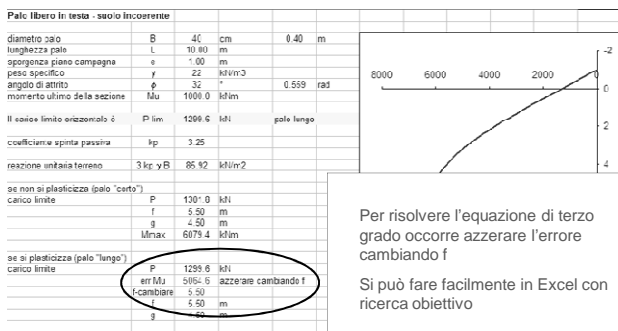 Palo libero in testa - suolo incoerente
diametro palo B 40 cm 0.40 m
lunghezza palo L 10.00 m
sporgenza piano campagna e 1.00 m
peso specifico γ 22 kN/m3
angolo di attrito ϕ 32 ° 0.559 rad
momento ultimo della sezione Mu 1000.0 kNm
Il carico limite orizzontale è P lim 1299.6 kN palo lungo
coefficiente spinta passiva kp 3.25
reazione unitaria terreno 3 kp γ B 85.92 kN/m2
se non si plasticizza (palo "corto")
carico limite P 1301.8 kN
f 5.50 m
g 4.50 m
Mmax 6079.4 kNm
se si plasticizza (palo "lungo")
carico limite P 1299.6 kN
err Mu 5064.6 azzerare cambiando f
f-cambiare 5.50
f 5.50 m
g 4.50 m
-2
8000 6000 4000 2000 0
0
2
4
Per risolvere l'equazione di terzo
grado occorre azzerare l'errore
cambiando f
Si può fare facilmente in Excel con
ricerca obiettivo